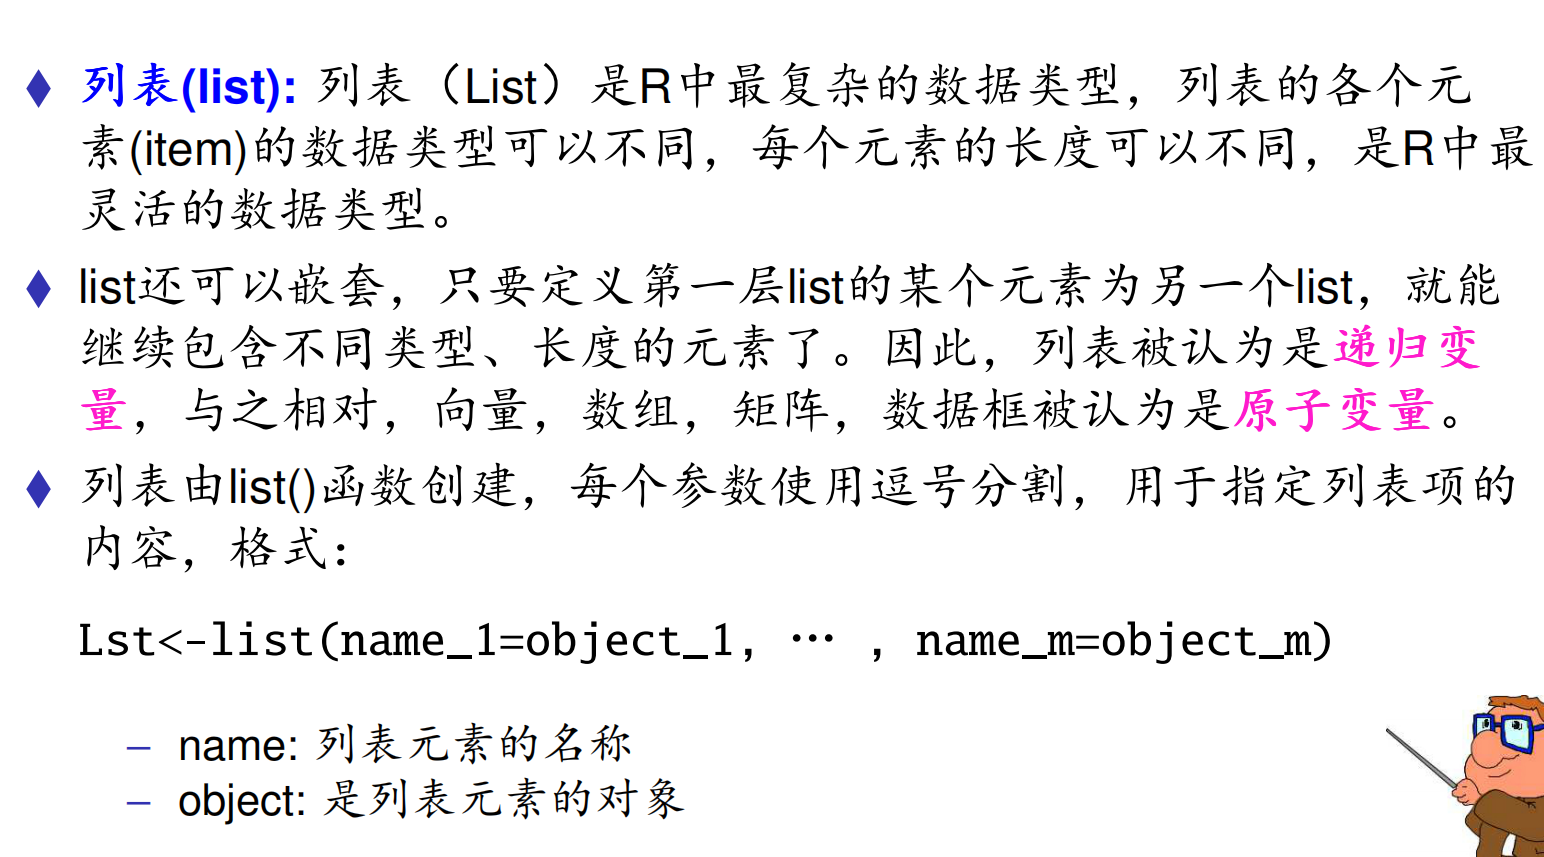 列表(list): 列表（List）是R中最复杂的数据类型，列表的各个元
素(item)的数据类型可以不同，每个元素的长度可以不同，是R中最
灵活的数据类型。
list还可以嵌套，只要定义第一层list的某个元素为另一个list，就能
继续包含不同类型、长度的元素了。因此，列表被认为是递归变
量，与之相对，向量，数组，矩阵，数据框被认为是原子变量。
列表由list()函数创建，每个参数使用逗号分割，用于指定列表项的
内容，格式：
Lst<-list(name_1=object_1, … , name_m=object_m)
– name: 列表元素的名称
– object: 是列表元素的对象